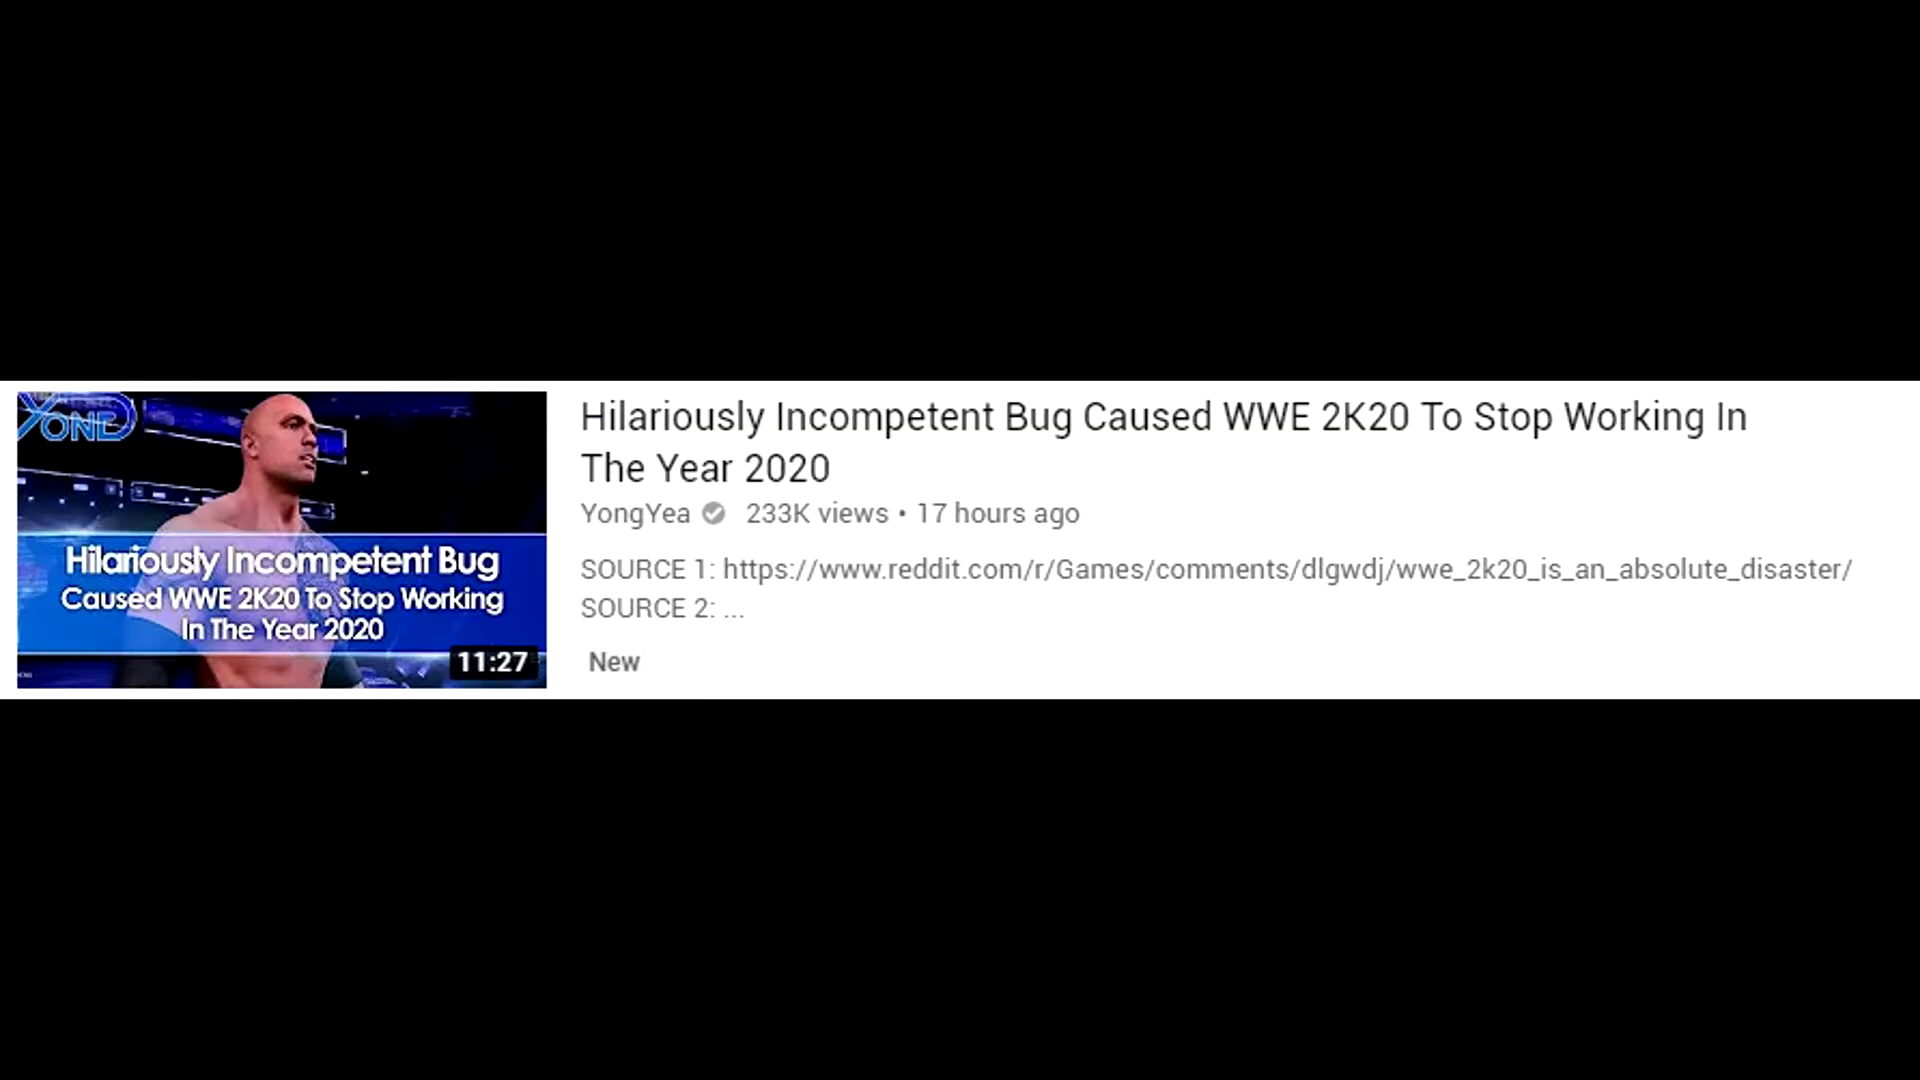 YONE
Hilariously Incompetent Bug
Caused WWE 2K20 To Stop Working
In The Year 2020
11:27
Hilariously Incompetent Bug Caused WWE 2K20 To Stop Working In
The Year 2020
YongYea 233K views • 17 hours ago
SOURCE 1: https://www.reddit.com/r/Games/comments/dlgwdj/wwe_2k20_is_an_absolute_disaster/
SOURCE 2: ...
New